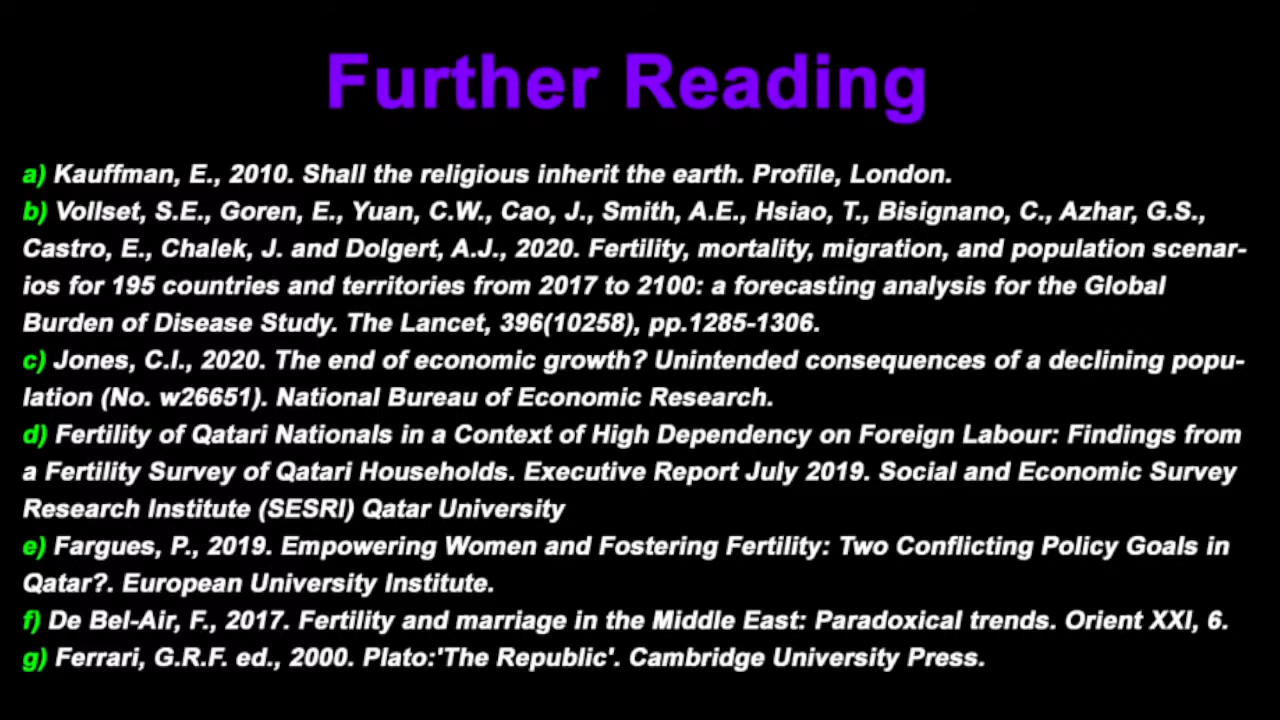 Further Reading
a) Kauffman, E., 2010. Shall the religious inherit the earth. Profile, London.
b) Vollset, S.E., Goren, E., Yuan, C.W., Cao, J., Smith, A.E., Hsiao, T., Bisignano, C., Azhar, G.S.,
Castro, E., Chalek, J. and Dolgert, A.J., 2020. Fertility, mortality, migration, and population scenar-
ios for 195 countries and territories from 2017 to 2100: a forecasting analysis for the Global
Burden of Disease Study. The Lancet, 396(10258), pp.1285-1306.
c) Jones, C.I., 2020. The end of economic growth? Unintended consequences of a declining popu-
lation (No. w26651). National Bureau of Economic Research.
d) Fertility of Qatari Nationals in a Context of High Dependency on Foreign Labour: Findings from
a Fertility Survey of Qatari Households. Executive Report July 2019. Social and Economic Survey
Research Institute (SESRI) Qatar University
e) Fargues, P., 2019. Empowering Women and Fostering Fertility: Two Conflicting Policy Goals in
Qatar?. European University Institute.
f) De Bel-Air, F., 2017. Fertility and marriage in the Middle East: Paradoxical trends. Orient XXI, 6.
g) Ferrari, G.R.F. ed., 2000. Plato:'The Republic'. Cambridge University Press.